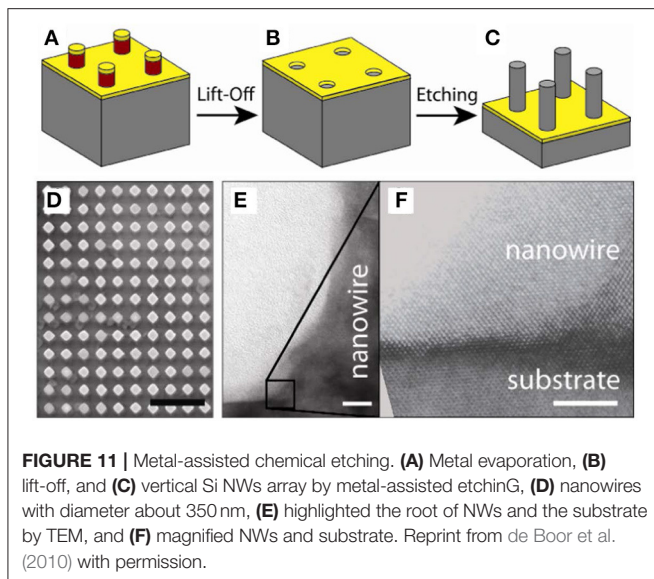 A
B
C
Lift-Off
Etching
D
E
F
nanowire
nanowire
substrate
FIGURE 11 | Metal-assisted chemical etching. (A) Metal evaporation, (B)
lift-off, and (C) vertical Si NWs array by metal-assisted etchinG, (D) nanowires
with diameter about 350 nm, (E) highlighted the root of NWs and the substrate
by TEM, and (F) magnified NWs and substrate. Reprint from de Boor et al.
(2010) with permission.